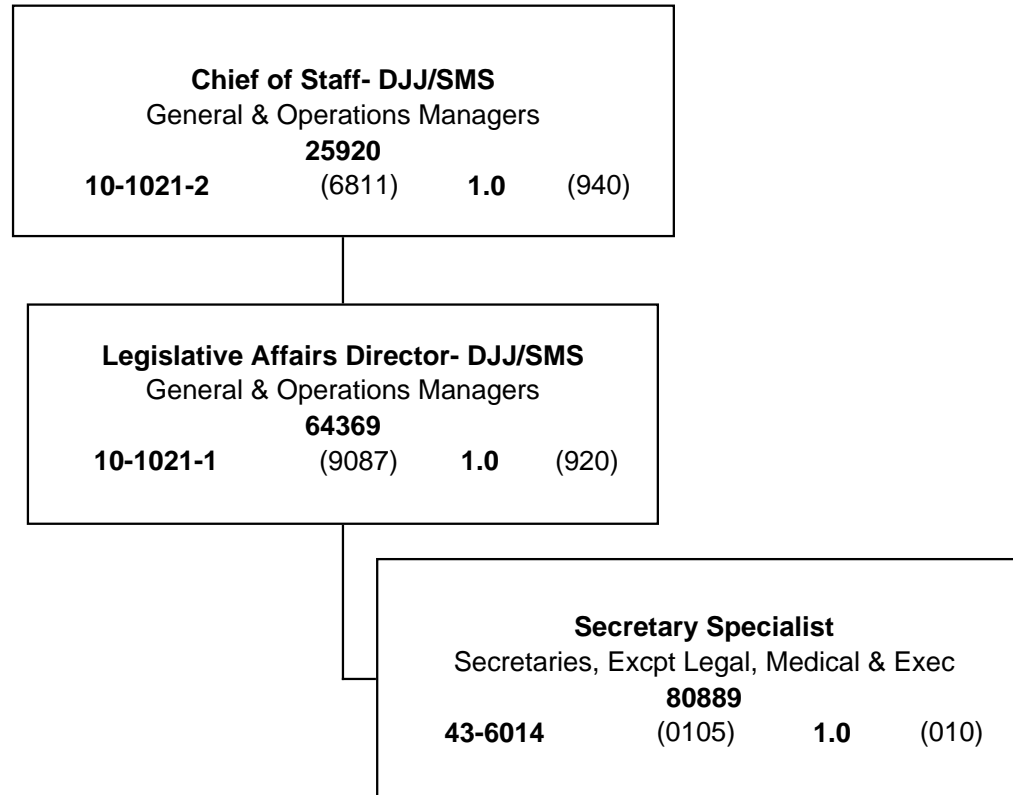 Chief of Staff- DJJ/SMS
General & Operations Managers
25920
10-1021-2 (6811) 1.0 (940)
Legislative Affairs Director- DJJ/SMS
General & Operations Managers
64369
10-1021-1 (9087) 1.0 (920)
Secretary Specialist
Secretaries, Excpt Legal, Medical & Exec
80889
43-6014 (0105) 1.0 (010)